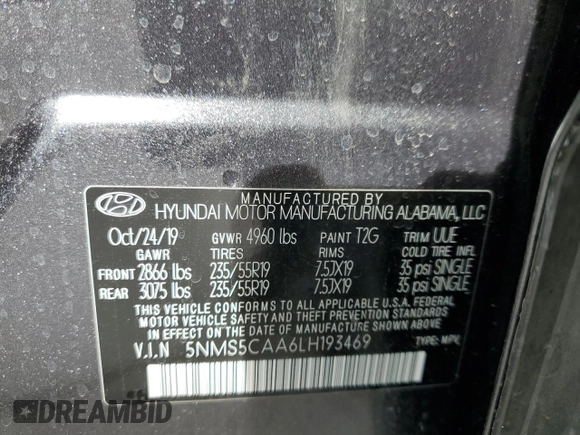 MANUFACTURED BY
HYUNDAI MOTOR MANUFACTURING ALABAMA, LLC
Oct/24/19 GVWR 4960 lbs PAINT T2G TRIM UUE
GAWR TIRES RIMS COLD TIRE INFL
FRONT 2866 lbs 235/55R19 7.5JX19 35 psi SINGLE
REAR 3075 lbs 235/55R19 7.5JX19 35 psi SINGLE
THIS VEHICLE CONFORMS TO ALL APPLICABLE U.S.A. FEDERAL
MOTOR VEHICLE SAFETY AND THEFT PREVENTION STANDARDS
IN EFFECT ON THE DATE OF MANUFACTURE SHOWN ABOVE.
TYPE: MPV
V.I.N 5NMS5CAA6LH193469
DREAMBID